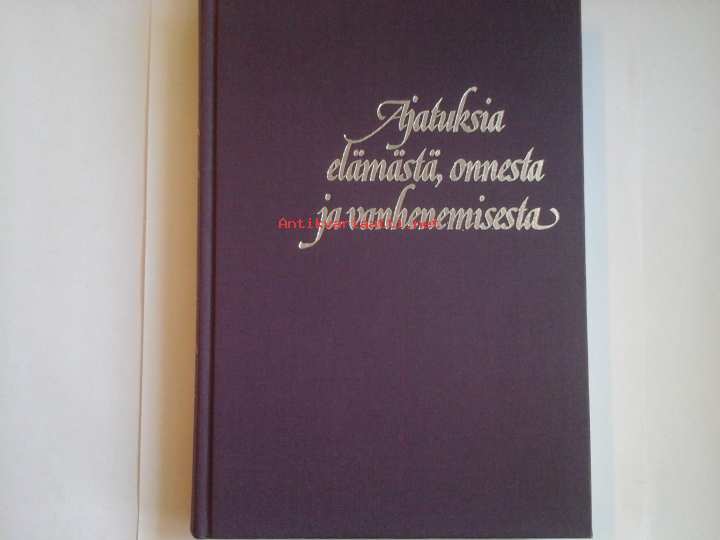 Ajatuksia
elämästä, onnesta
ja vanhenemisesta